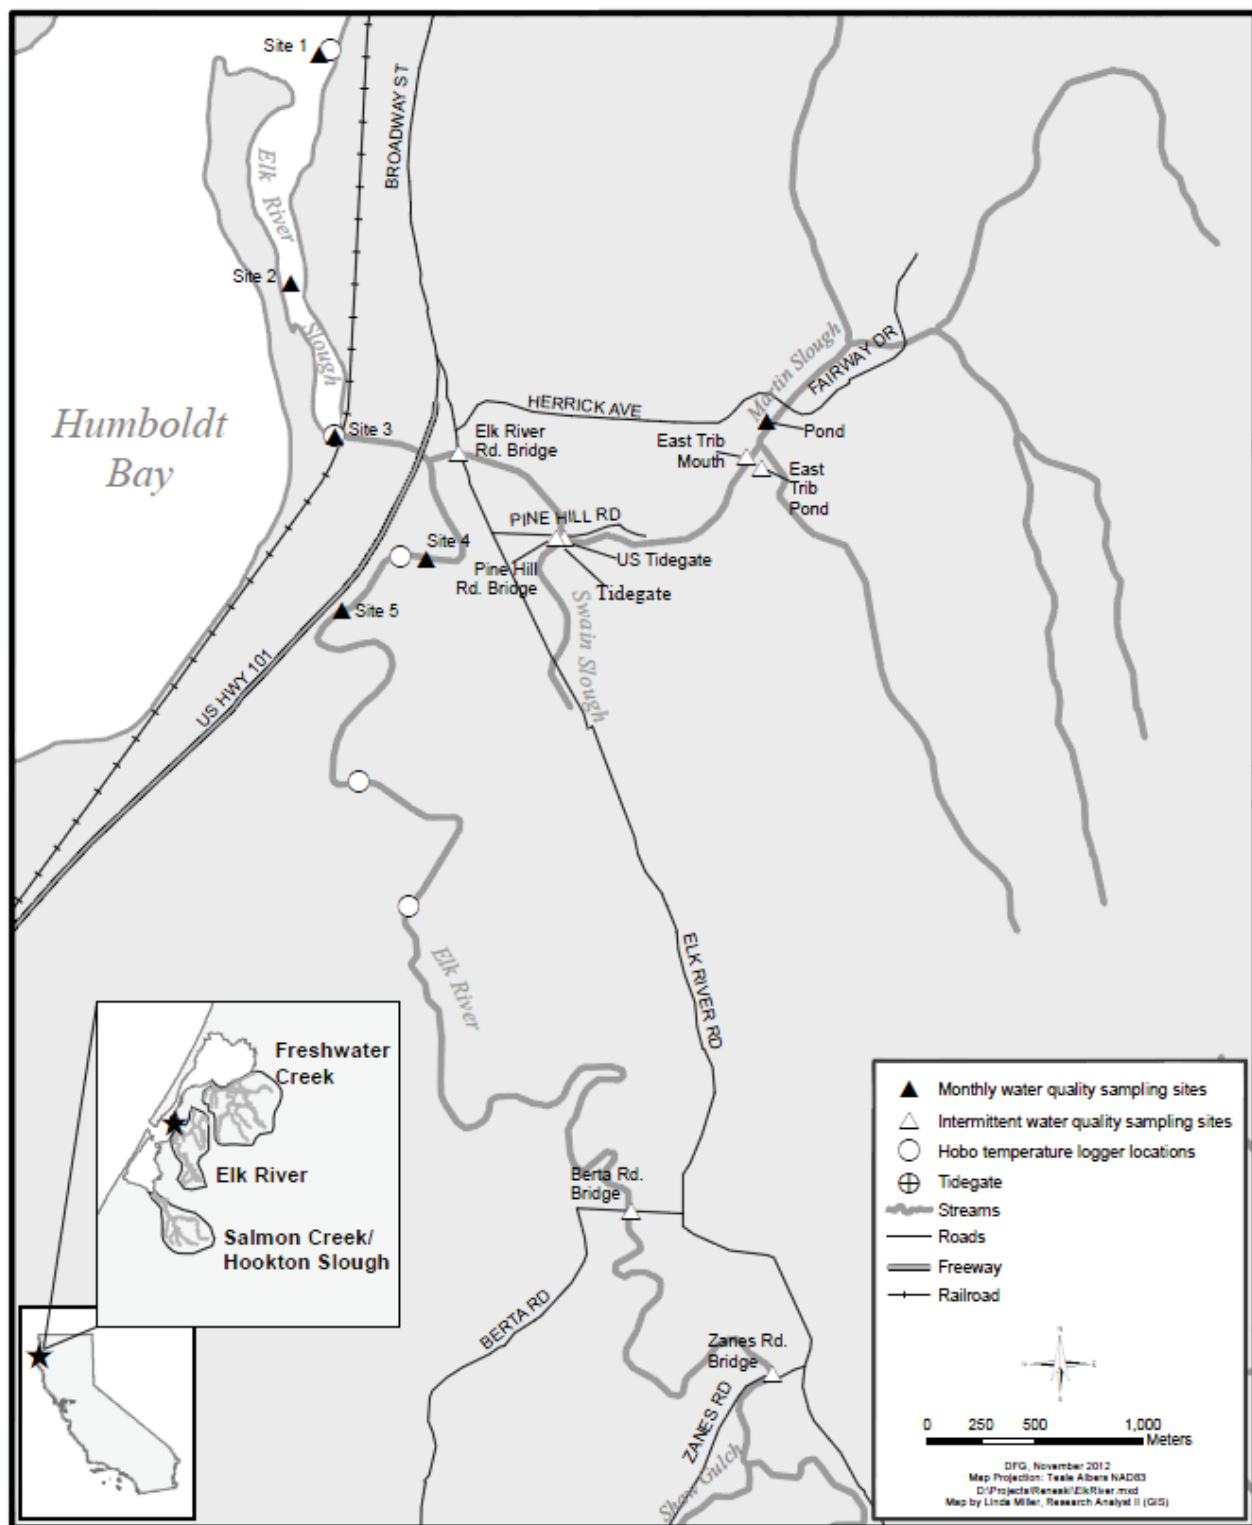 Site 1
BROADWAY ST
Elk River
Site 2
Slough
Humboldt
Bay
Site 3
HERRICK AVE
Martin Slough
FAIRWAY DR
Elk River
Rd. Bridge
East Trib
Mouth
Pond
East
Trib
Pond
PINE HILL RD
Site 4
US Tidegate
Pine Hill
Rd. Bridge
Tidegate
Site 5
Swain Slough
US HWY 101
Elk River
ELK RIVER RD
Freshwater
Creek
Elk River
Salmon Creek/
Hookton Slough
Berta Rd.
Bridge
BERTA RD
Zanes Rd.
Bridge
ZANES RD
Shaw Gulch
Monthly water quality sampling sites
Intermittent water quality sampling sites
Hobo temperature logger locations
Tidegate
Streams
Roads
Freeway
Railroad
N
E
S
0 250 500 1,000
Meters
DFG, November 2012
Map Projection: Teale Albers NAD83
D:\Projects\Reneski\ElkRiver.mxd
Map by Linda Miller, Research Analyst II (GIS)